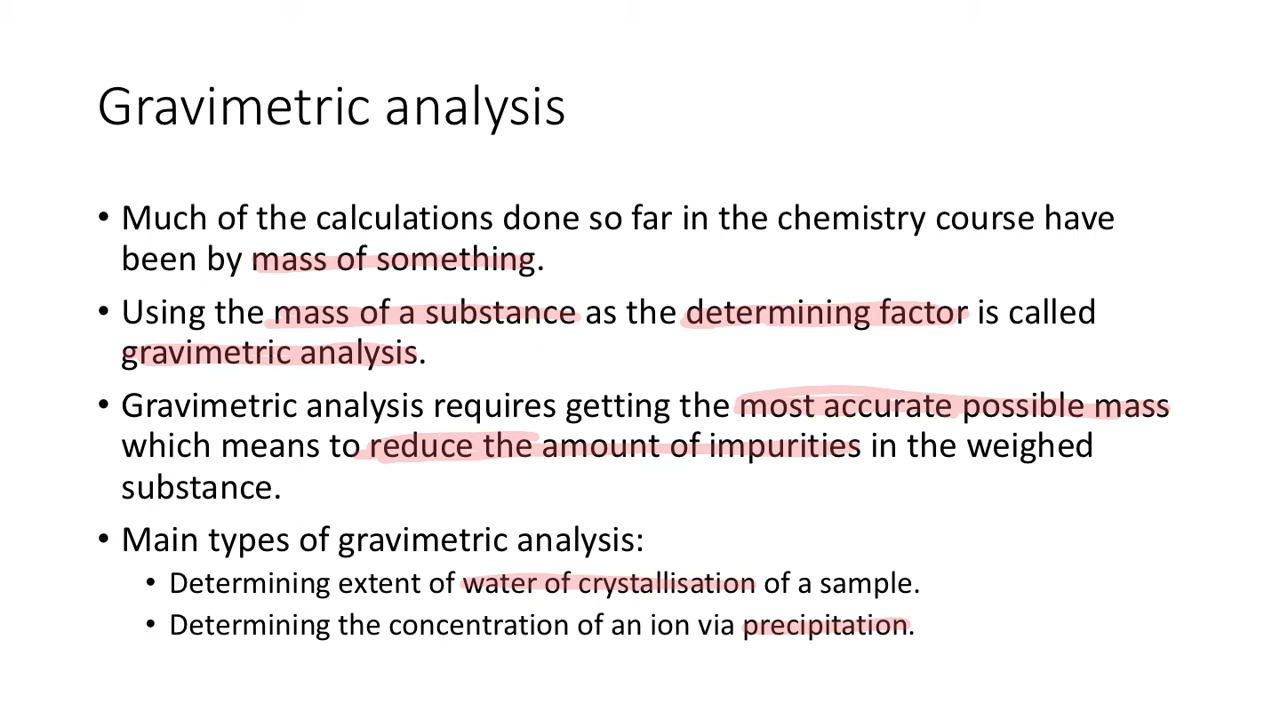 Gravimetric analysis
• Much of the calculations done so far in the chemistry course have
been by mass of something.
• Using the mass of a substance as the determining factor is called
gravimetric analysis.
• Gravimetric analysis requires getting the most accurate possible mass
which means to reduce the amount of impurities in the weighed
substance.
• Main types of gravimetric analysis:
• Determining extent of water of crystallisation of a sample.
• Determining the concentration of an ion via precipitation.